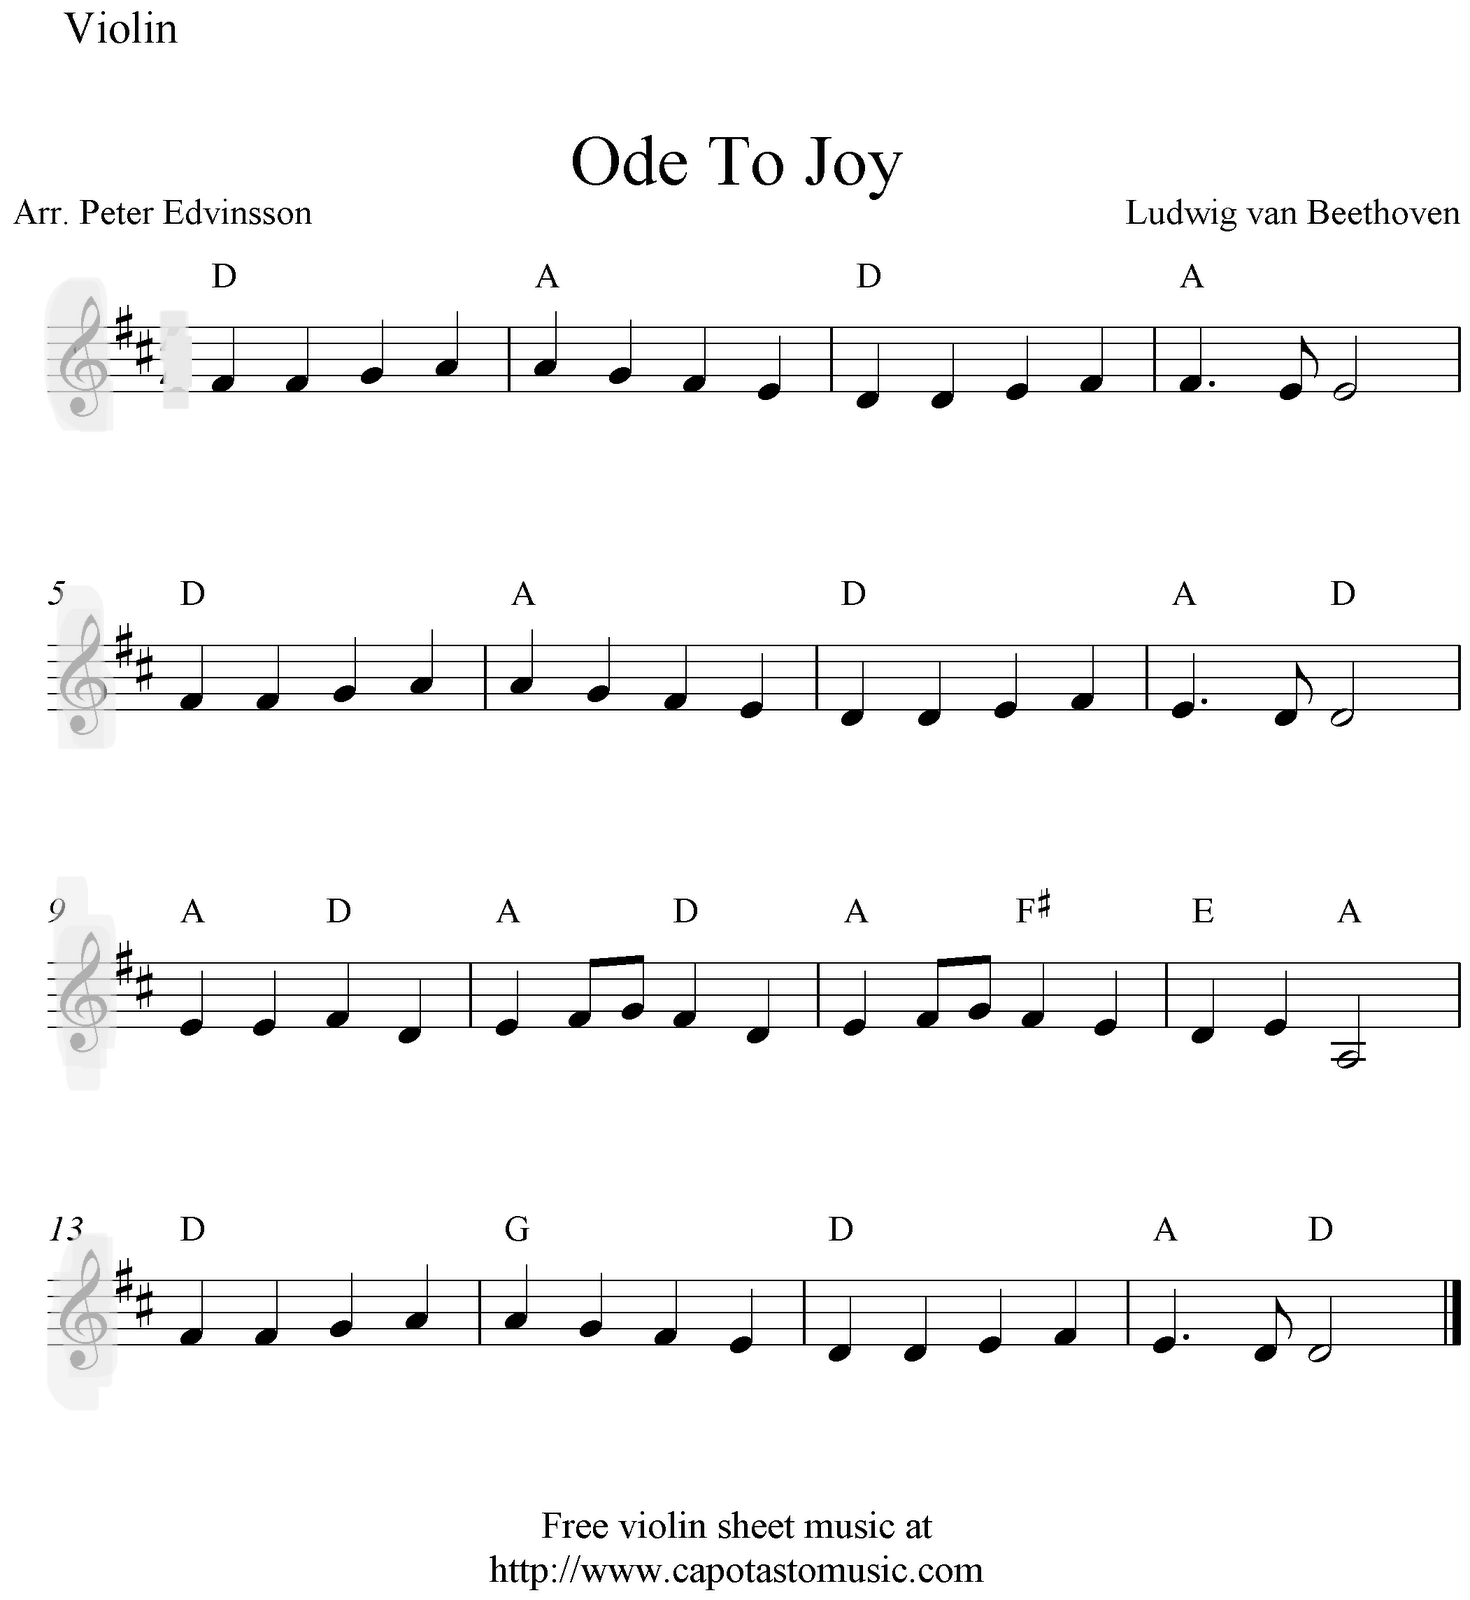 Violin
Ode To Joy
Arr. Peter Edvinsson Ludwig van Beethoven
D A D A
5 D A D A D
9 A D A D A F♯ E A
13 D G D A D
Free violin sheet music at
http://www.capotastomusic.com